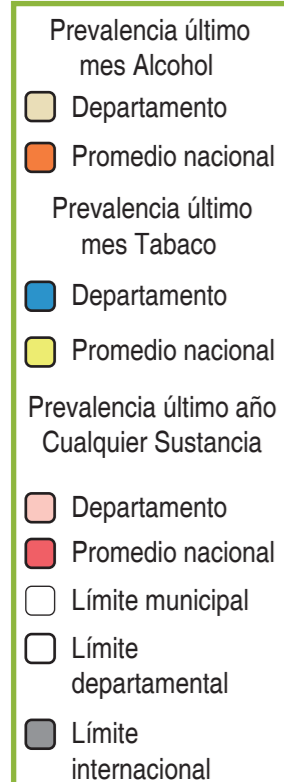 Prevalencia último
mes Alcohol
Departamento
Promedio nacional
Prevalencia último
mes Tabaco
Departamento
Promedio nacional
Prevalencia último año
Cualquier Sustancia
Departamento
Promedio nacional
Límite municipal
Límite
departamental
Límite
internacional